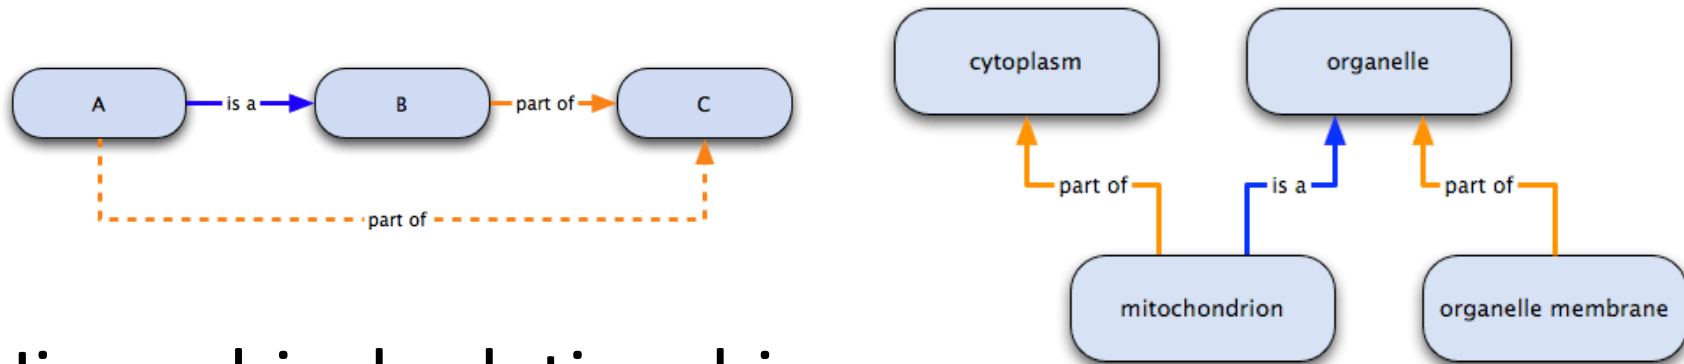 A is a B part of C
part of
cytoplasm organelle
part of is a part of
mitochondrion organelle membrane